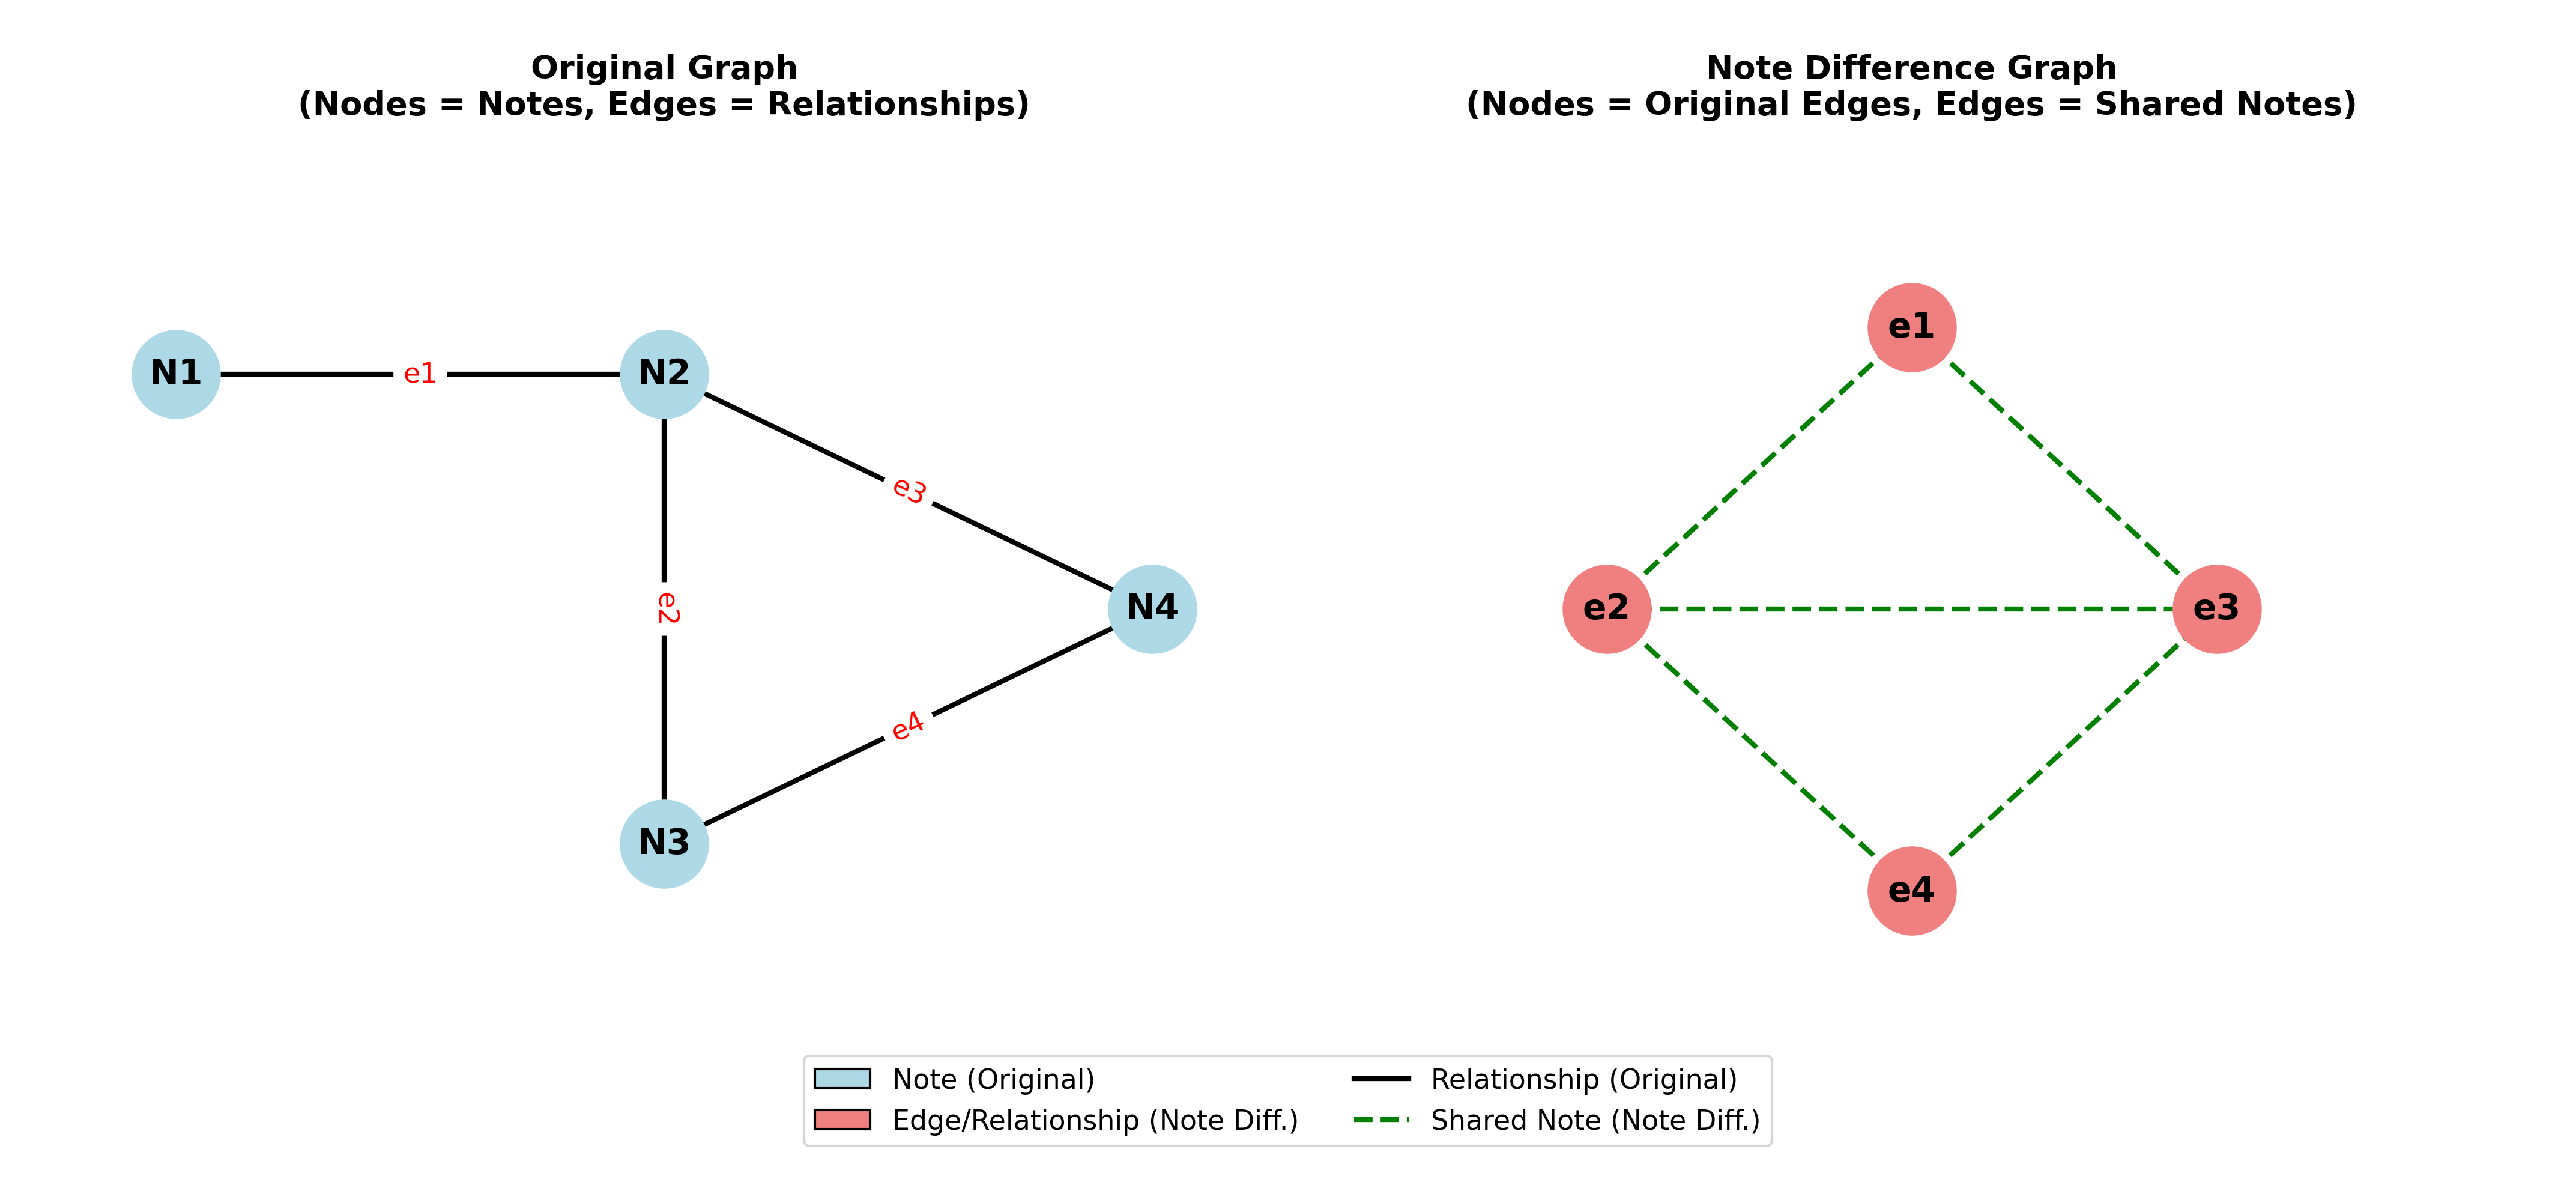 Original Graph
(Nodes = Notes, Edges = Relationships)
N1
e1
N2
e3
e2
N4
e4
N3
Note Difference Graph
(Nodes = Original Edges, Edges = Shared Notes)
e1
e2
e3
e4
Note (Original)
Edge/Relationship (Note Diff.)
Relationship (Original)
Shared Note (Note Diff.)